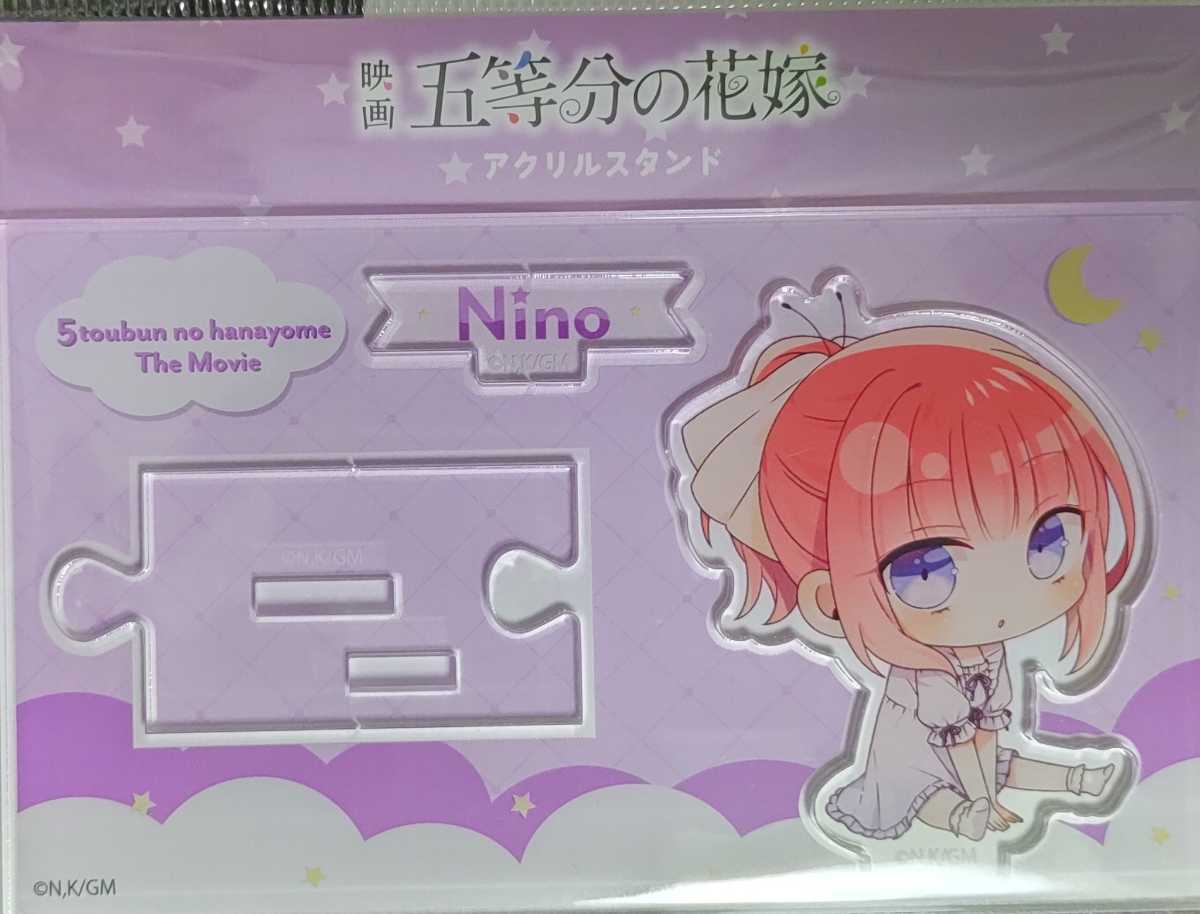 映画 五等分の花嫁
アクリルスタンド
5toubun no hanayome
The Movie
Nino
©N,K/GM
©N,K/GM
©N,K/GM
©N,K/GM